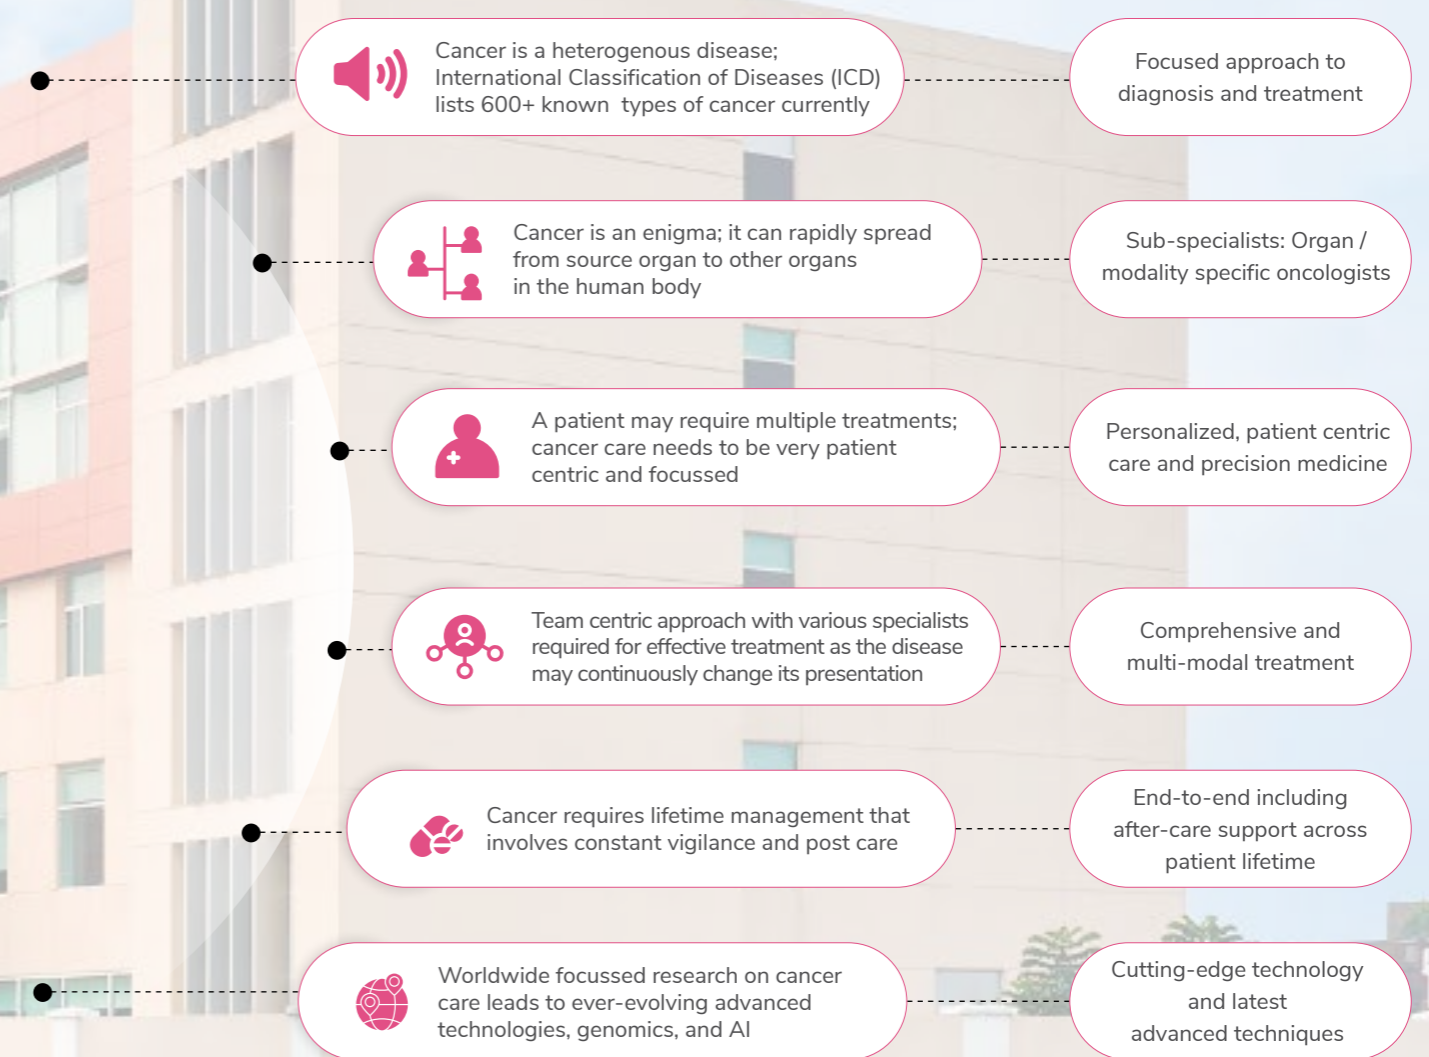 Cancer is a heterogenous disease;
International Classification of Diseases (ICD)
lists 600+ known types of cancer currently
Focused approach to
diagnosis and treatment
Cancer is an enigma; it can rapidly spread
from source organ to other organs
in the human body
Sub-specialists: Organ /
modality specific oncologists
A patient may require multiple treatments;
cancer care needs to be very patient
centric and focussed
Personalized, patient centric
care and precision medicine
Team centric approach with various specialists
required for effective treatment as the disease
may continuously change its presentation
Comprehensive and
multi-modal treatment
Cancer requires lifetime management that
involves constant vigilance and post care
End-to-end including
after-care support across
patient lifetime
Worldwide focussed research on cancer
care leads to ever-evolving advanced
technologies, genomics, and AI
Cutting-edge technology
and latest
advanced techniques